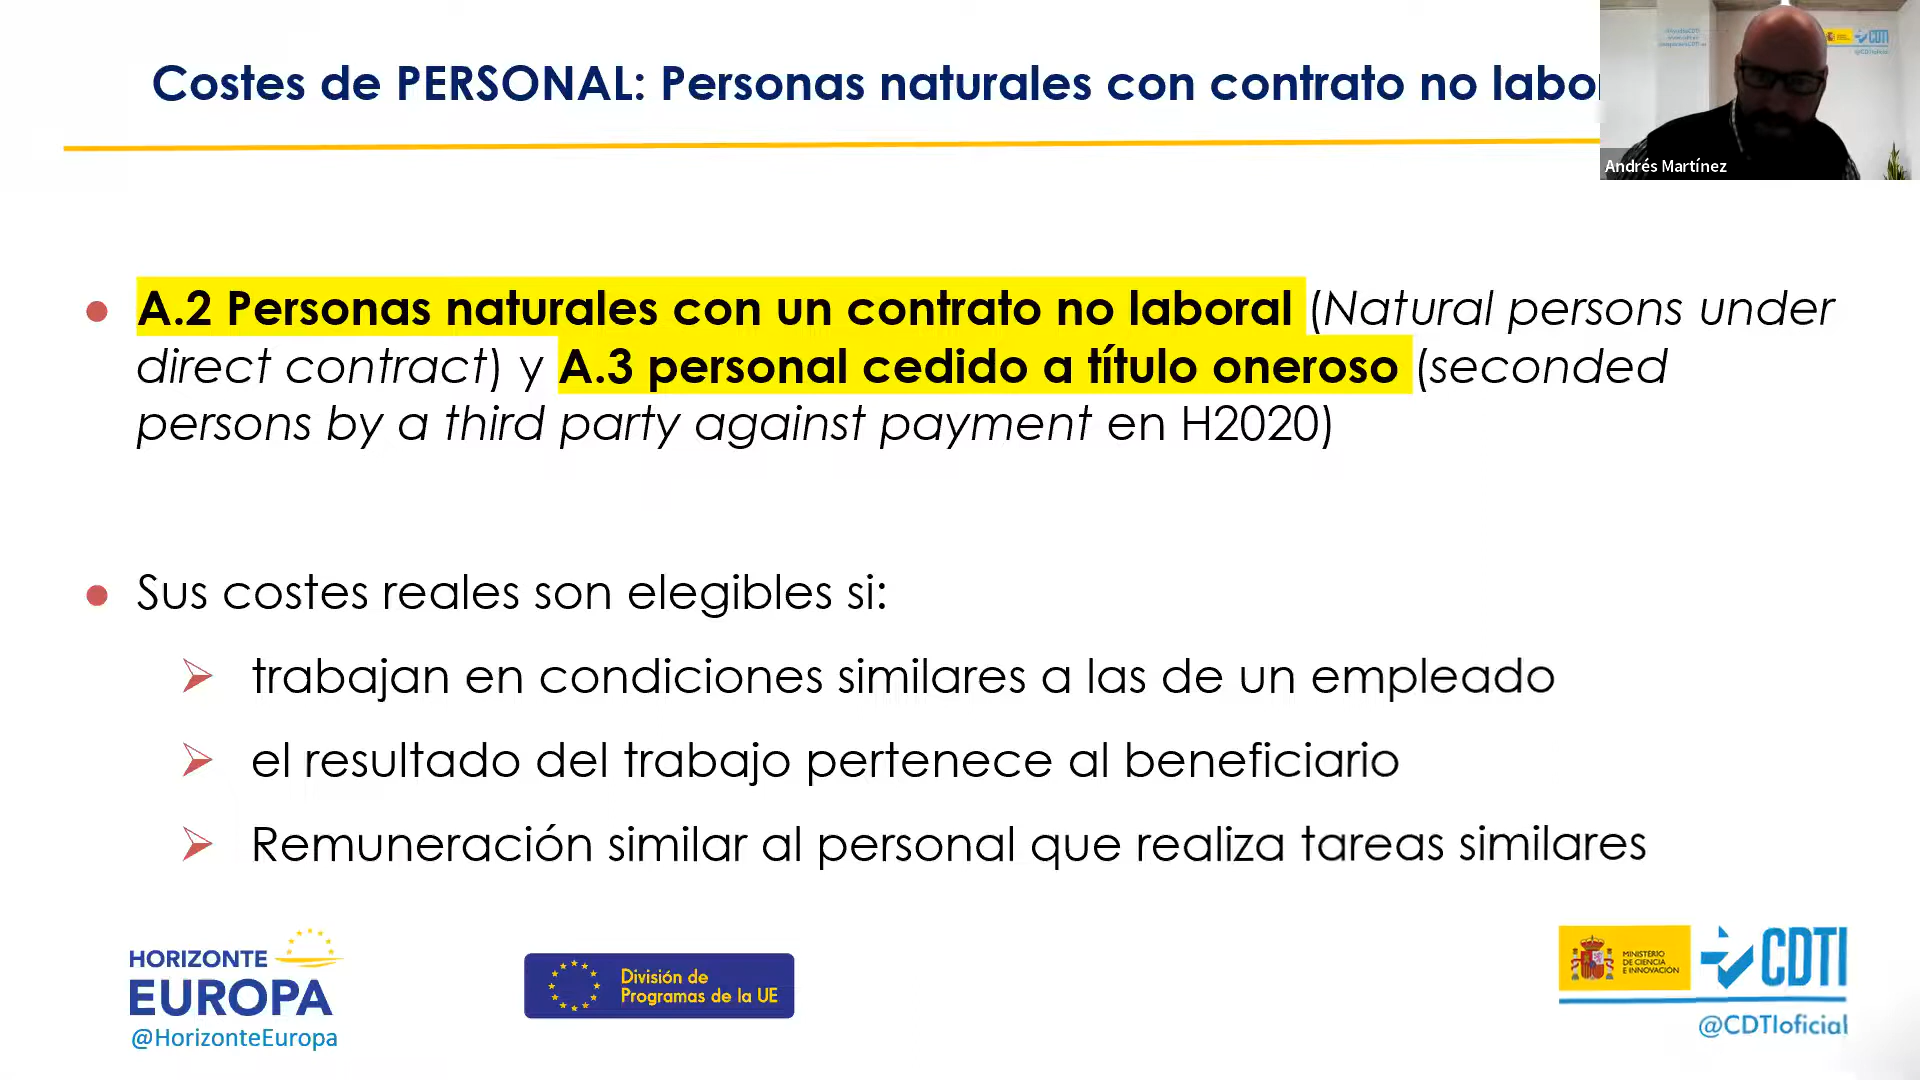 Costes de PERSONAL: Personas naturales con contrato no labo
CDTI
Andrés Martínez
A.2 Personas naturales con un contrato no laboral (Natural persons under
direct contract) y A.3 personal cedido a título oneroso (seconded
persons by a third party against payment en H2020)
Sus costes reales son elegibles si:
trabajan en condiciones similares a las de un empleado
el resultado del trabajo pertenece al beneficiario
Remuneración similar al personal que realiza tareas similares
HORIZONTE
EUROPA
@HorizonteEuropa
División de
Programas de la UE
MINISTERIO
DE CIENCIA
E INNOVACIÓN
CDTI
@CDTIoficial